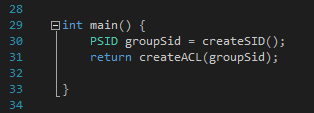 28
29 int main() {
30 PSID groupSid = createSID();
31 return createACL(groupSid);
32
33 }
34